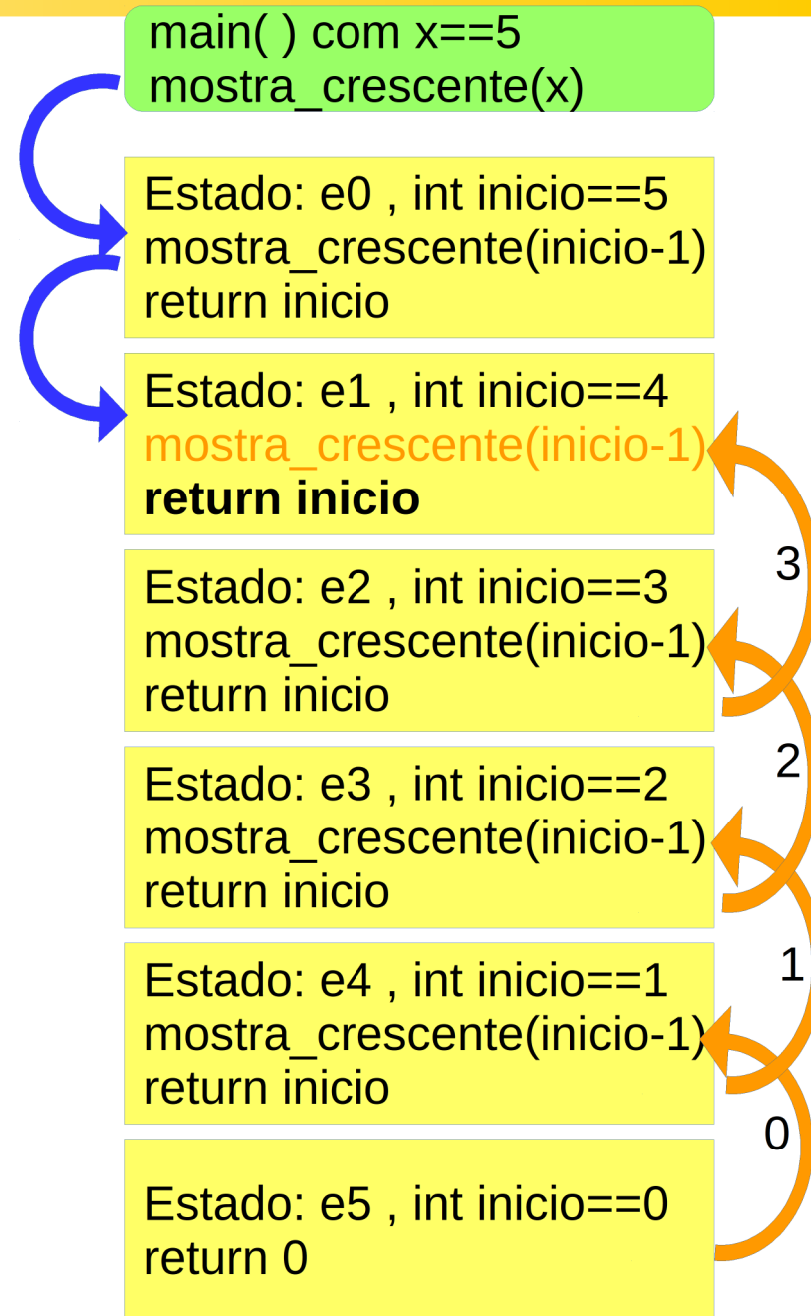 main( ) com x==5
mostra_crescente(x)
Estado: e0 , int inicio==5
mostra_crescente(inicio-1)
return inicio
Estado: e1 , int inicio==4
mostra_crescente(inicio-1)
return inicio
3
Estado: e2 , int inicio==3
mostra_crescente(inicio-1)
return inicio
2
Estado: e3 , int inicio==2
mostra_crescente(inicio-1)
return inicio
1
Estado: e4 , int inicio==1
mostra_crescente(inicio-1)
return inicio
0
Estado: e5 , int inicio==0
return 0